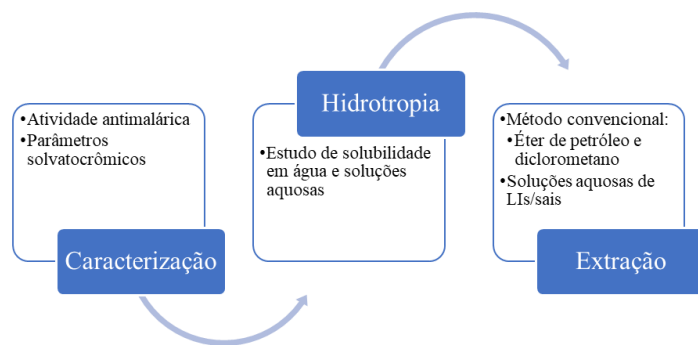 •Atividade antimalárica
•Parâmetros
solvatocrômicos
Caracterização
Hidrotropia
•Estudo de solubilidade
em água e soluções
aquosas
•Método convencional:
•Éter de petróleo e
diclorometano
•Soluções aquosas de
LIs/sais
Extração